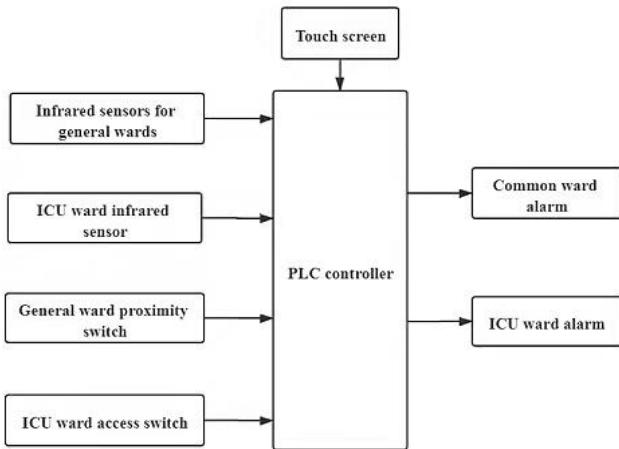 Touch screen
Infrared sensors for
general wards
ICU ward infrared
sensor
General ward proximity
switch
ICU ward access switch
PLC controller
Common ward
alarm
ICU ward alarm